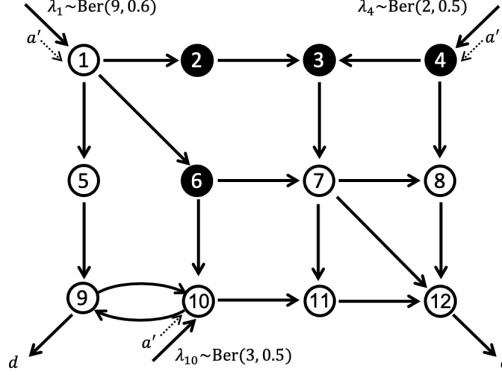 λ₁~Ber(9, 0.6)
λ₄~Ber(2, 0.5)
a′
a′
1
2
3
4
5
6
7
8
9
10
11
12
a′
λ₁₀~Ber(3, 0.5)
d